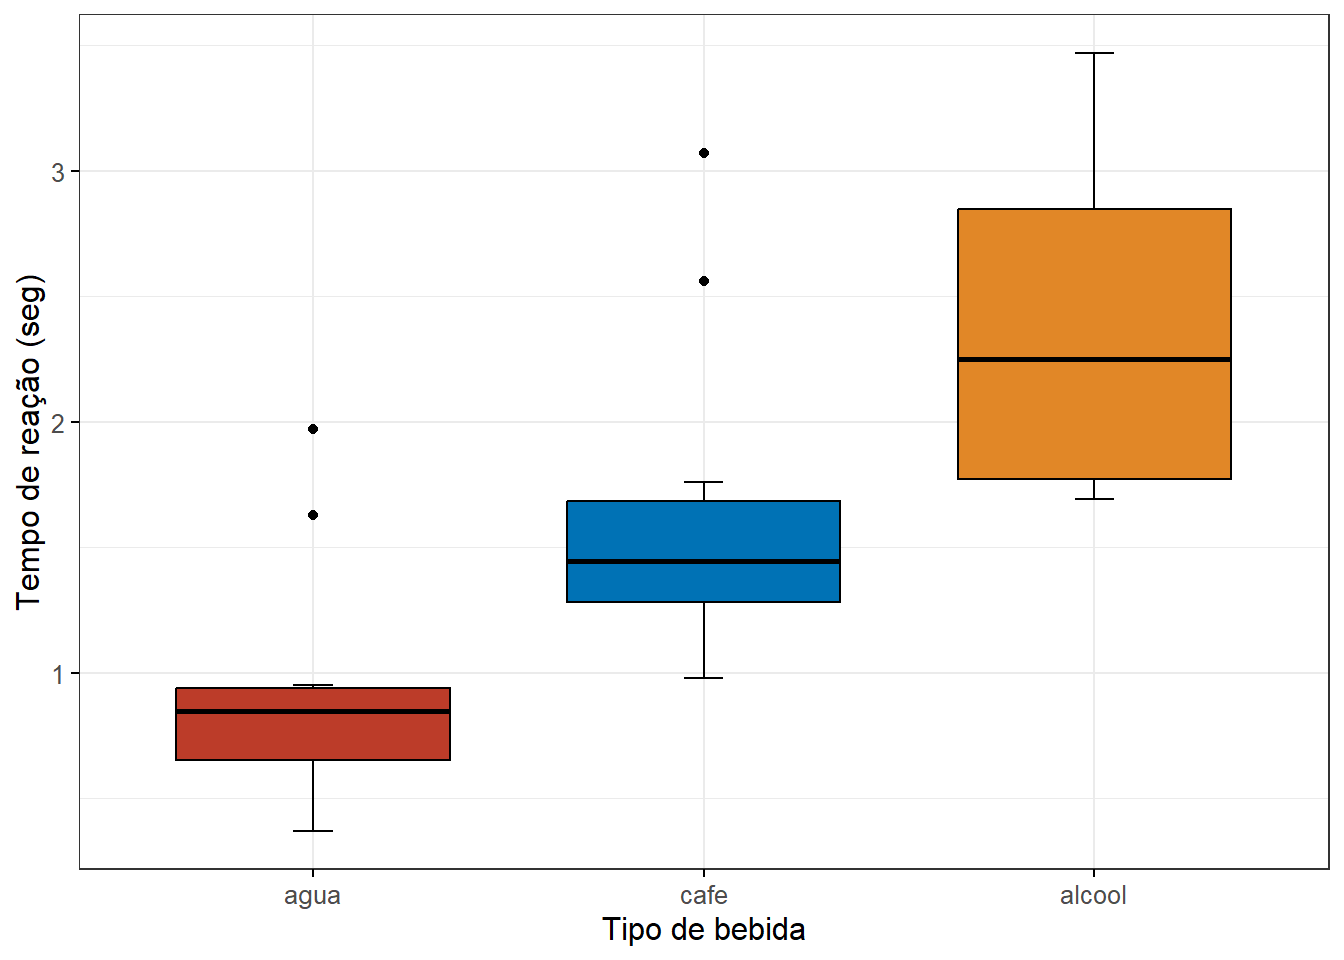 Tempo de reação (seg)
3
2
1
agua cafe alcool
Tipo de bebida